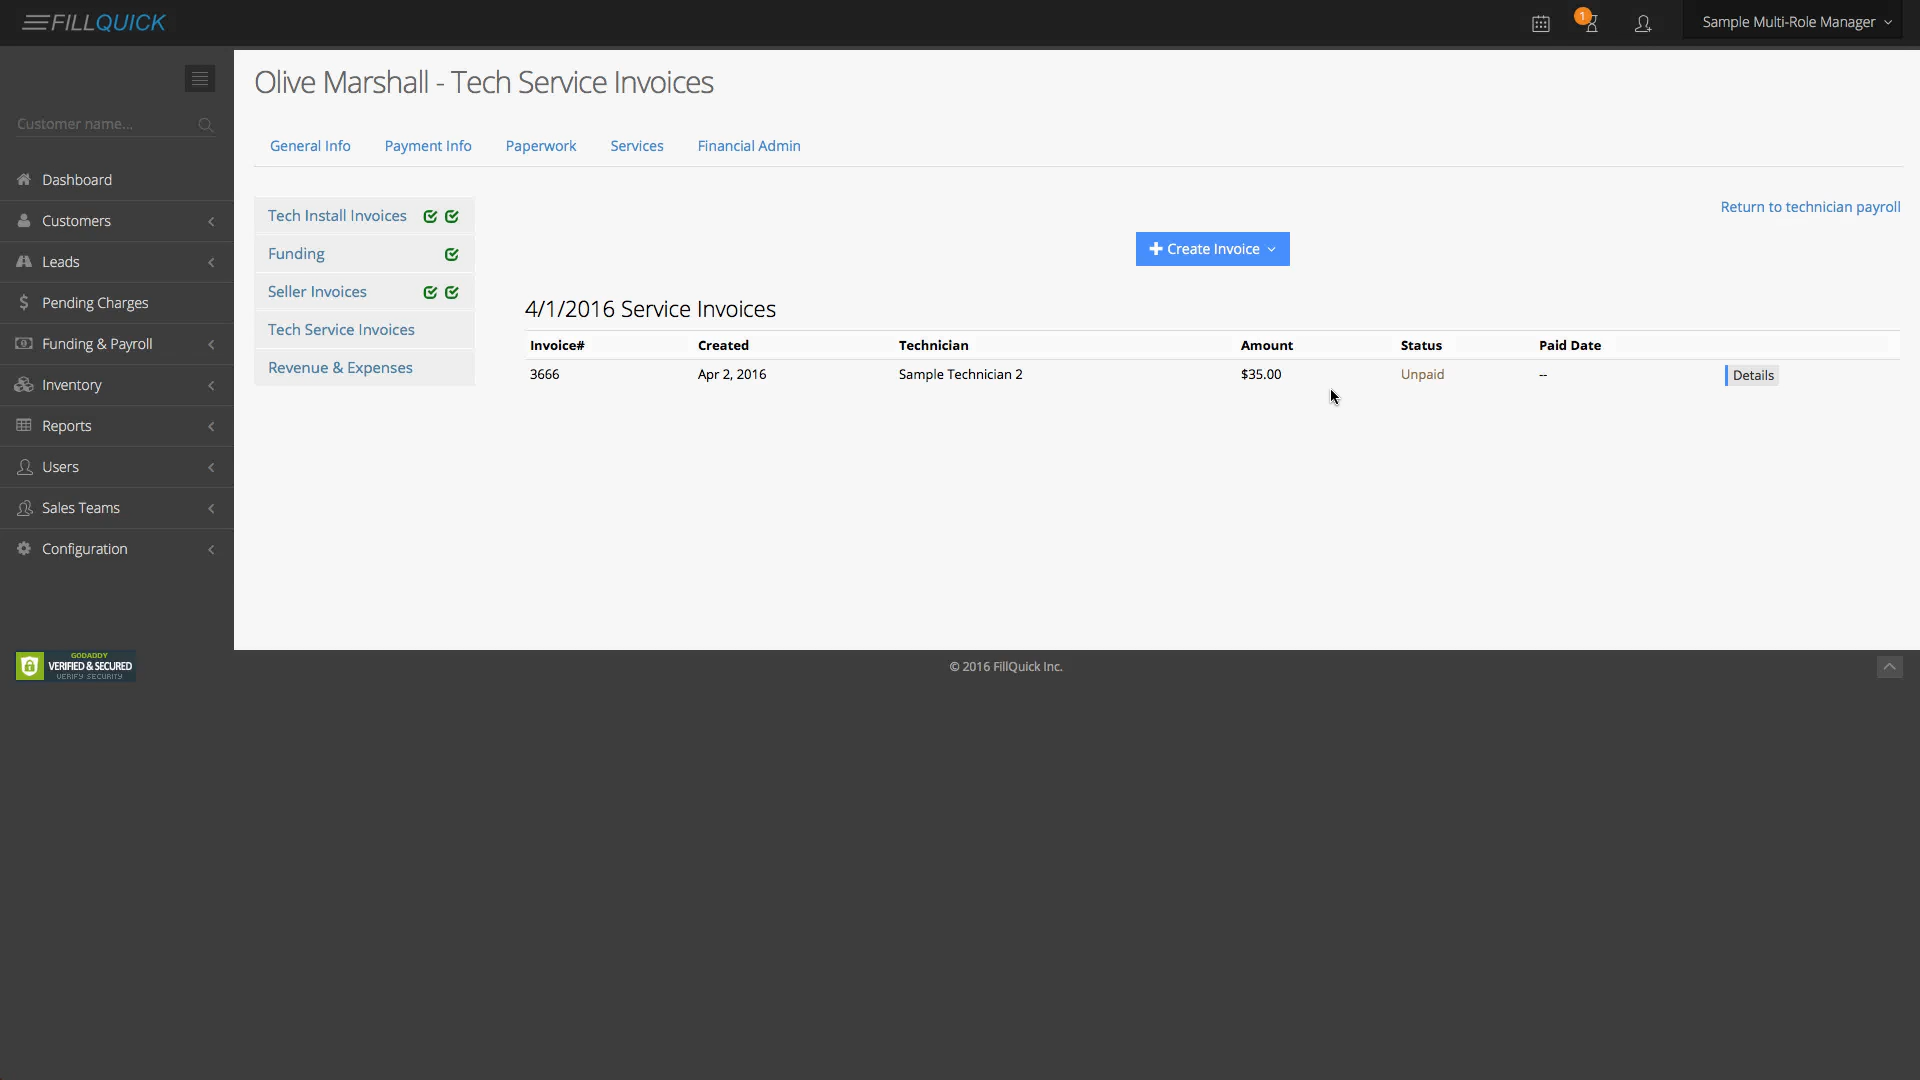 FILLQUICK
1
Sample Multi-Role Manager
Customer name...
Dashboard
Customers
Leads
Pending Charges
Funding & Payroll
Inventory
Reports
Users
Sales Teams
Configuration
Olive Marshall - Tech Service Invoices
General Info Payment Info Paperwork Services Financial Admin
Tech Install Invoices
Funding
Seller Invoices
Tech Service Invoices
Revenue & Expenses
Return to technician payroll
Create Invoice
4/1/2016 Service Invoices
Invoice# Created Technician Amount Status Paid Date
3666 Apr 2, 2016 Sample Technician 2 $35.00 Unpaid -- Details
GODADDY
VERIFIED & SECURED
VERIFY SECURITY
© 2016 FillQuick Inc.